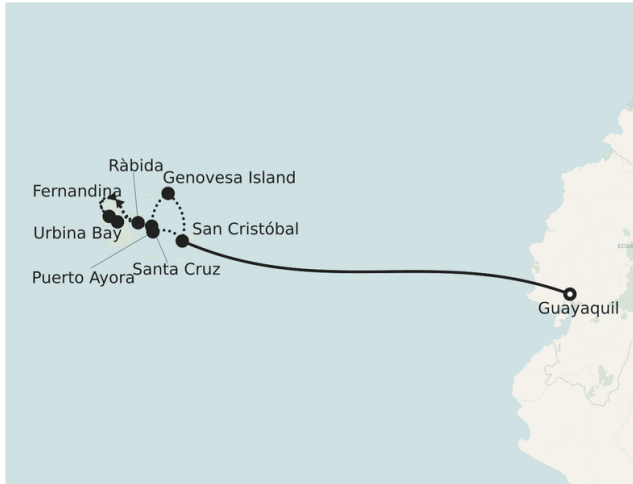 Ràbida
Genovesa Island
Fernandina
Urbina Bay
San Cristóbal
Santa Cruz
Puerto Ayora
Guayaquil